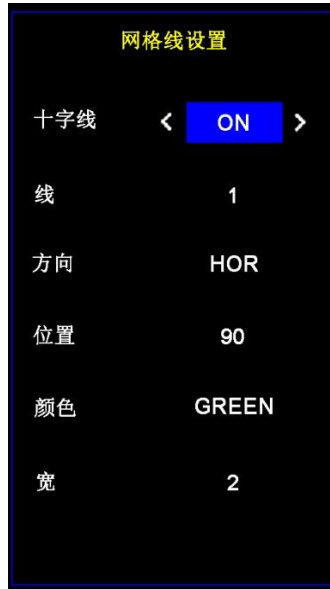 网格线设置
十字线 < ON >
线 1
方向 HOR
位置 90
颜色 GREEN
宽 2